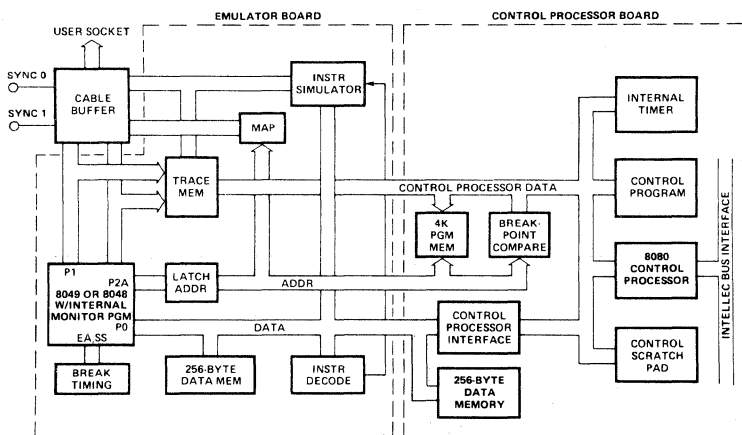 EMULATOR BOARD
CONTROL PROCESSOR BOARD
USER SOCKET
SYNC 0
SYNC 1
CABLE
BUFFER
INSTR
SIMULATOR
MAP
TRACE
MEM
INTERNAL
TIMER
CONTROL
PROGRAM
CONTROL PROCESSOR DATA
4K
PGM
MEM
BREAK-
POINT
COMPARE
8080
CONTROL
PROCESSOR
INTELLEC BUS INTERFACE
P1
P2A
8049 OR 8048
W/INTERNAL
MONITOR PGM
P0
EA,SS
LATCH
ADDR
ADDR
DATA
CONTROL
PROCESSOR
INTERFACE
CONTROL
SCRATCH
PAD
BREAK
TIMING
256-BYTE
DATA MEM
INSTR
DECODE
256-BYTE
DATA
MEMORY